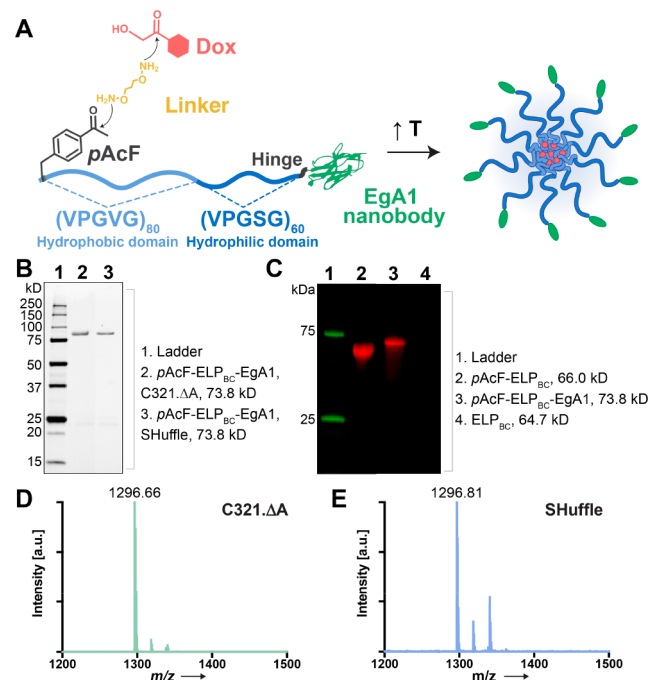 A
HO
O
Dox
NH₂
O
Linker
O
H₂N
O
pAcF
↑ T
Hinge
EgA1
nanobody
(VPGVG)80
(VPGSG)60
Hydrophobic domain
Hydrophilic domain
B
kD
1 2 3
250
150
100
75
50
37
25
20
15
1. Ladder
2. pAcF-ELPBC-EgA1,
C321.ΔA, 73.8 kD
3. pAcF-ELPBC-EgA1,
SHuffle, 73.8 kD
C
kDa
1 2 3 4
75
25
1. Ladder
2. pAcF-ELPBC, 66.0 kD
3. pAcF-ELPBC-EgA1, 73.8 kD
4. ELPBC, 64.7 kD
D
1296.66
C321.ΔA
Intensity [a.u.]
1200 1300 1400 1500
m/z →
E
1296.81
SHuffle
Intensity [a.u.]
1200 1300 1400 1500
m/z →